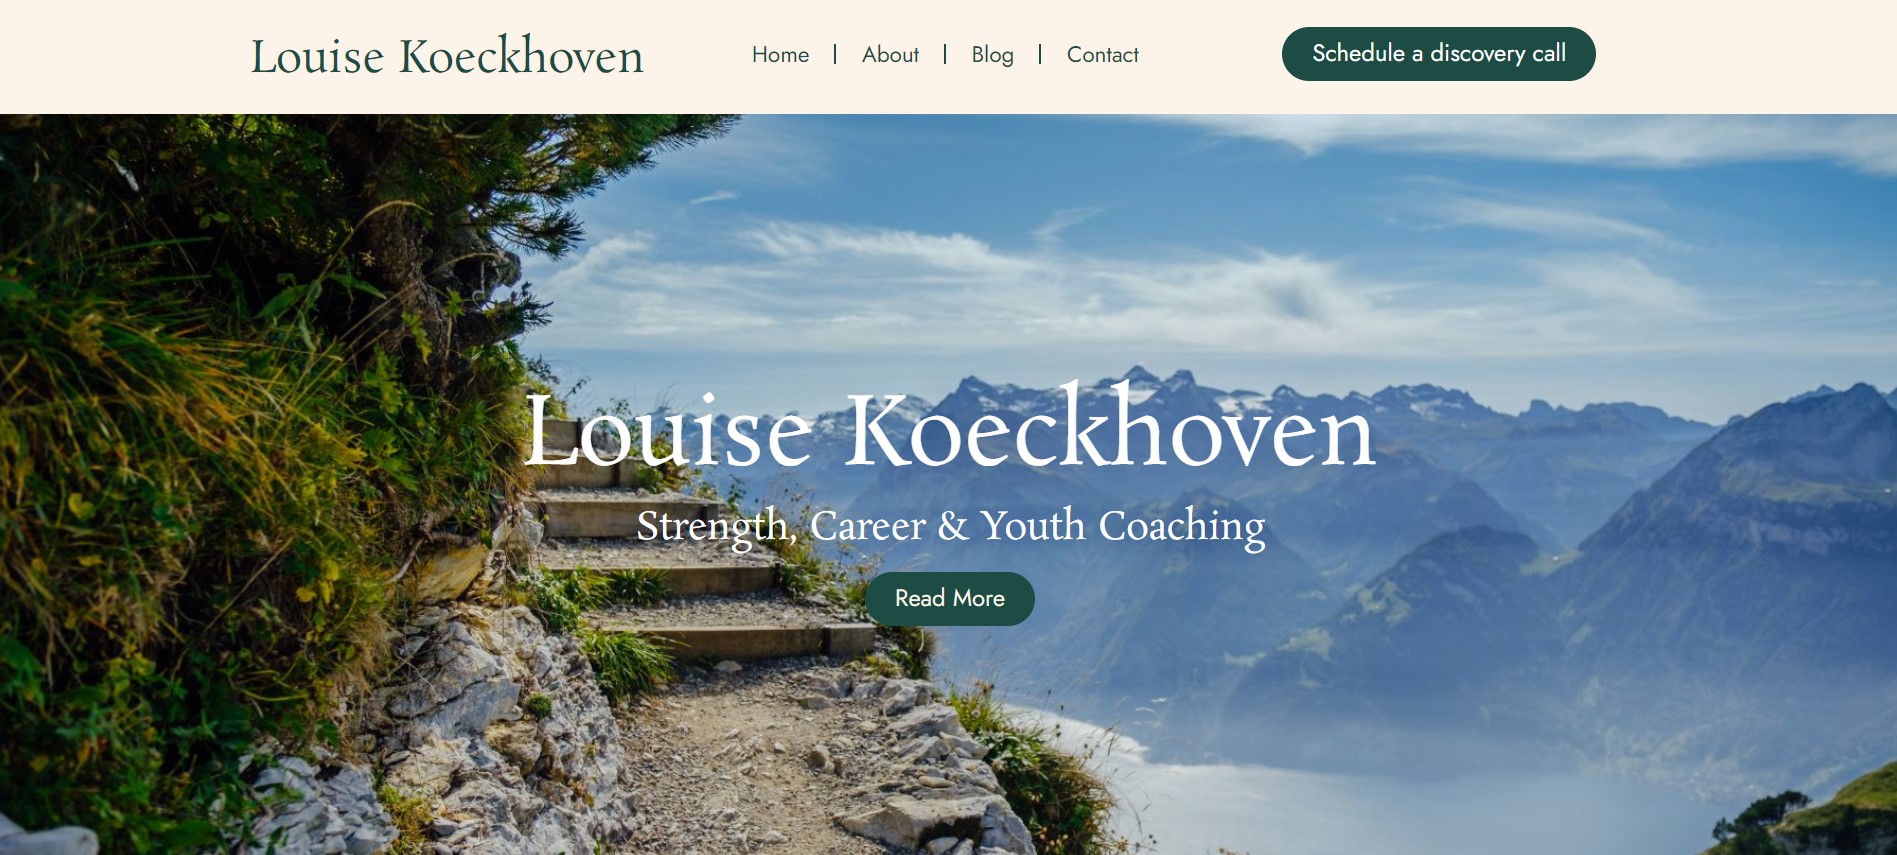 Louise Koeckhoven
Home | About | Blog | Contact
Schedule a discovery call
Louise Koeckhoven
Strength, Career & Youth Coaching
Read More